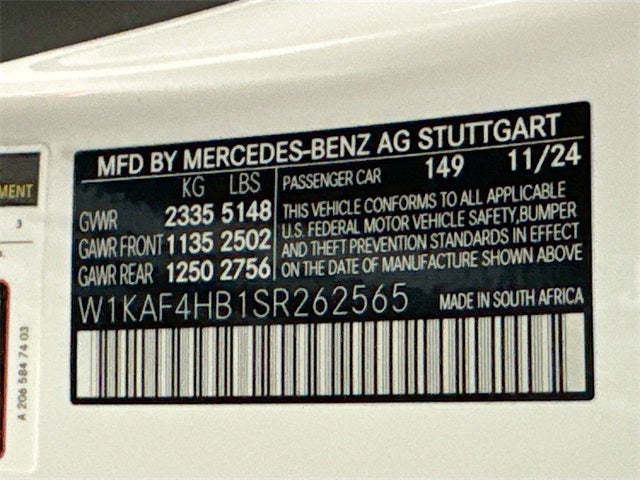 MFD BY MERCEDES-BENZ AG STUTTGART
KG LBS
GVWR 2335 5148
GAWR FRONT 1135 2502
GAWR REAR 1250 2756
PASSENGER CAR 149 11/24
THIS VEHICLE CONFORMS TO ALL APPLICABLE
U.S. FEDERAL MOTOR VEHICLE SAFETY,BUMPER
AND THEFT PREVENTION STANDARDS IN EFFECT
ON THE DATE OF MANUFACTURE SHOWN ABOVE
W1KAF4HB1SR262565 MADE IN SOUTH AFRICA
MENT
3
A 206 584 74 03